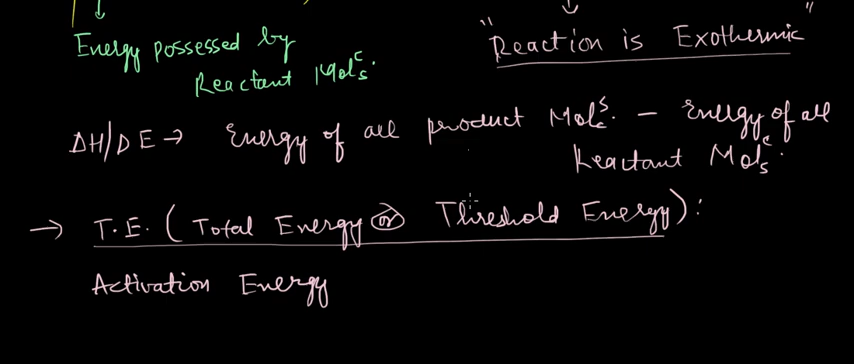 Energy possessed by
Reactant Molcs.
"Reaction is Exothermic"
ΔH/ΔE → Energy of all product Molcs. – Energy of all
Reactant Molcs.
→ T.E. (Total Energy or Threshold Energy):
Activation Energy